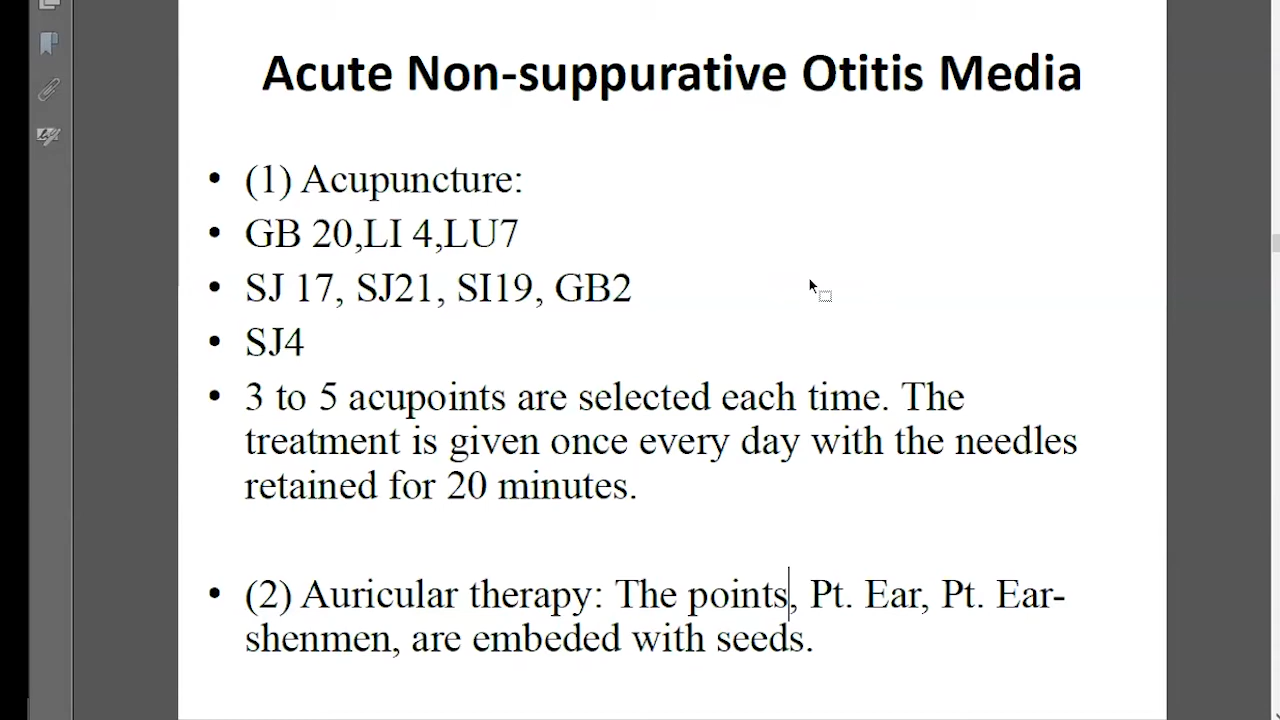 Acute Non-suppurative Otitis Media
• (1) Acupuncture:
• GB 20,LI 4,LU7
• SJ 17, SJ21, SI19, GB2
• SJ4
• 3 to 5 acupoints are selected each time. The
treatment is given once every day with the needles
retained for 20 minutes.
• (2) Auricular therapy: The points, Pt. Ear, Pt. Ear-
shenmen, are embeded with seeds.